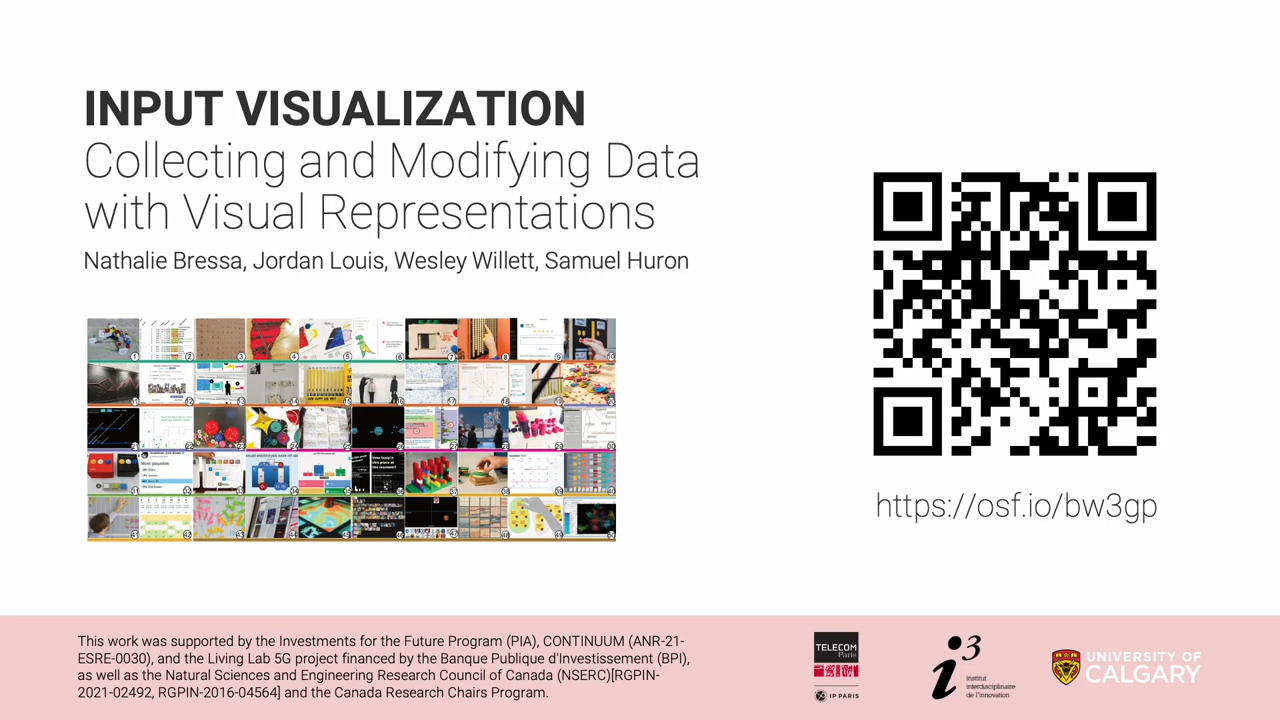 INPUT VISUALIZATION
Collecting and Modifying Data
with Visual Representations
Nathalie Bressa, Jordan Louis, Wesley Willett, Samuel Huron
https://osf.io/bw3gp
This work was supported by the Investments for the Future Program (PIA), CONTINUUM (ANR-21-
ESRE-0030), and the Living Lab 5G project financed by the Banque Publique d'Investissement (BPI),
as well as the Natural Sciences and Engineering Research Council of Canada (NSERC)[RGPIN-
2021-02492, RGPIN-2016-04564] and the Canada Research Chairs Program.
TELECOM
Paris
IP PARIS
i3
institut
interdisciplinaire
de l'innovation
UNIVERSITY OF
CALGARY